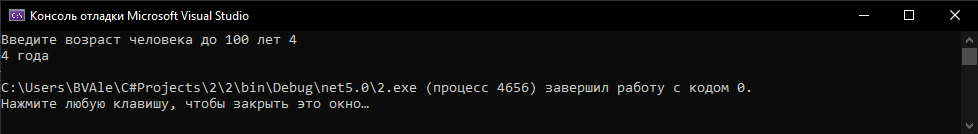 Консоль отладки Microsoft Visual Studio
Введите возраст человека до 100 лет 4
4 года
C:\Users\BVAle\C#Projects\2\2\bin\Debug\net5.0\2.exe (процесс 4656) завершил работу с кодом 0.
Нажмите любую клавишу, чтобы закрыть это окно…